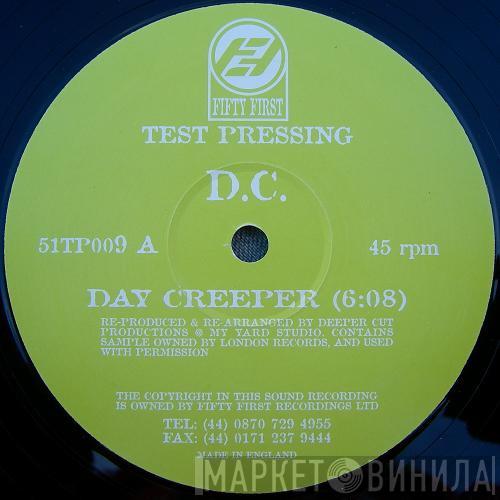 FIFTY FIRST
TEST PRESSING
D.C.
51TP009 A
45 rpm
DAY CREEPER (6:08)
RE-PRODUCED & RE-ARRANGED BY DEEPER CUT
PRODUCTIONS @ MY YARD STUDIO, CONTAINS
SAMPLE OWNED BY LONDON RECORDS, AND USED
WITH PERMISSION
THE COPYRIGHT IN THIS SOUND RECORDING
IS OWNED BY FIFTY FIRST RECORDINGS LTD
TEL: (44) 0870 729 4955
FAX: (44) 0171 237 9444
MADE IN ENGLAND
МАРКЕТ ВИНИЛА